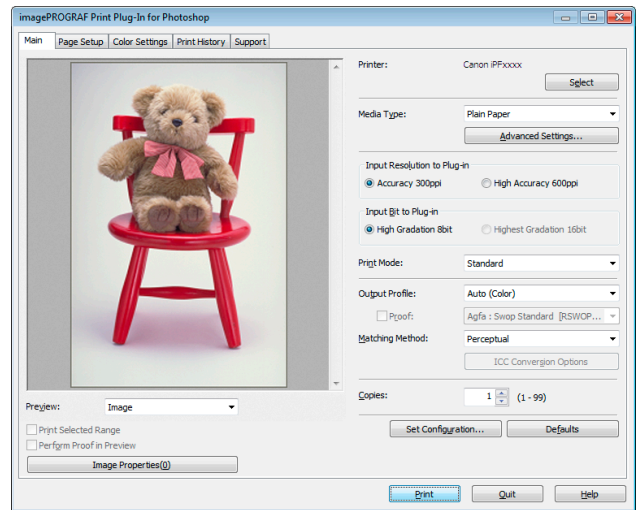 imagePROGRAF Print Plug-In for Photoshop
Main Page Setup Color Settings Print History Support
Printer: Canon iPFxxxx
Select
Media Type: Plain Paper
Advanced Settings...
Input Resolution to Plug-in
Accuracy 300ppi High Accuracy 600ppi
Input Bit to Plug-in
High Gradation 8bit Highest Gradation 16bit
Print Mode: Standard
Output Profile: Auto (Color)
Proof: Agfa : Swop Standard [RSWOP...
Matching Method: Perceptual
ICC Conversion Options
Copies: 1 (1 - 99)
Preview: Image
Print Selected Range
Perform Proof in Preview
Image Properties(O)
Set Configuration... Defaults
Print Quit Help